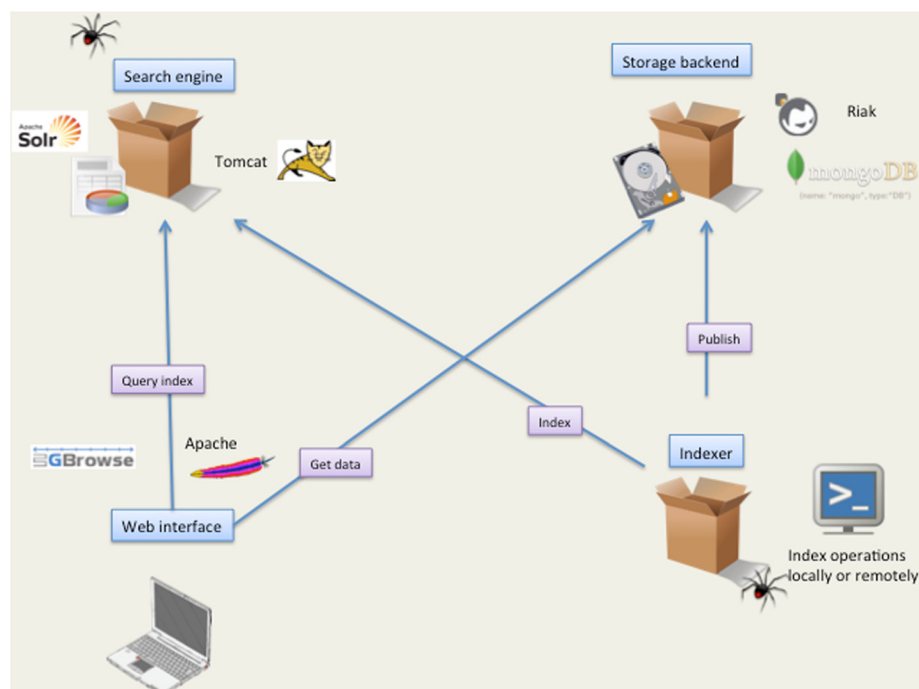 Search engine
Storage backend
Apache
Solr
Tomcat
Riak
mongoDB
{name: "mongo", type:"DB"}
Publish
Query index
Index
GBrowse
Apache
Get data
Indexer
>_
Web interface
Index operations
locally or remotely